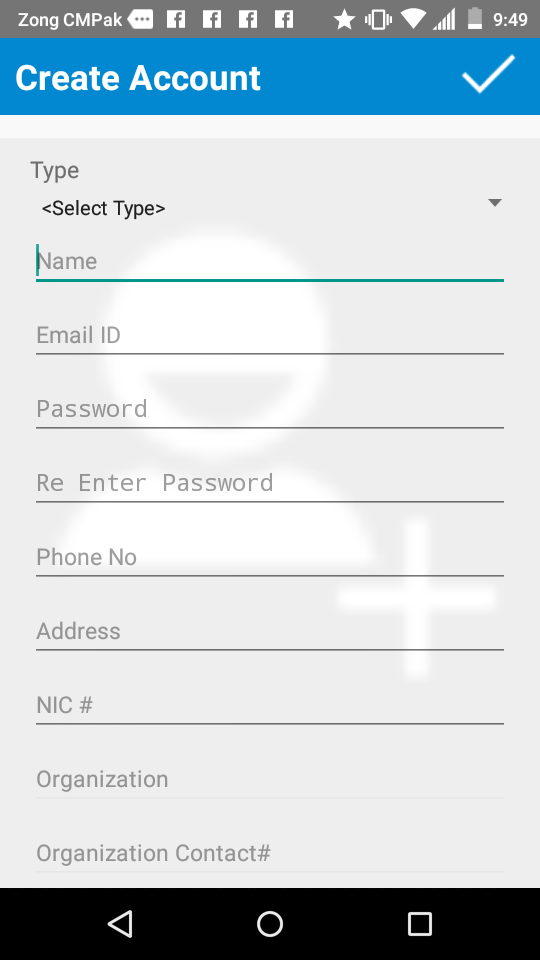 Zong CMPak 9:49
Create Account
Type
<Select Type>
Name
Email ID
Password
Re Enter Password
Phone No
Address
NIC #
Organization
Organization Contact#